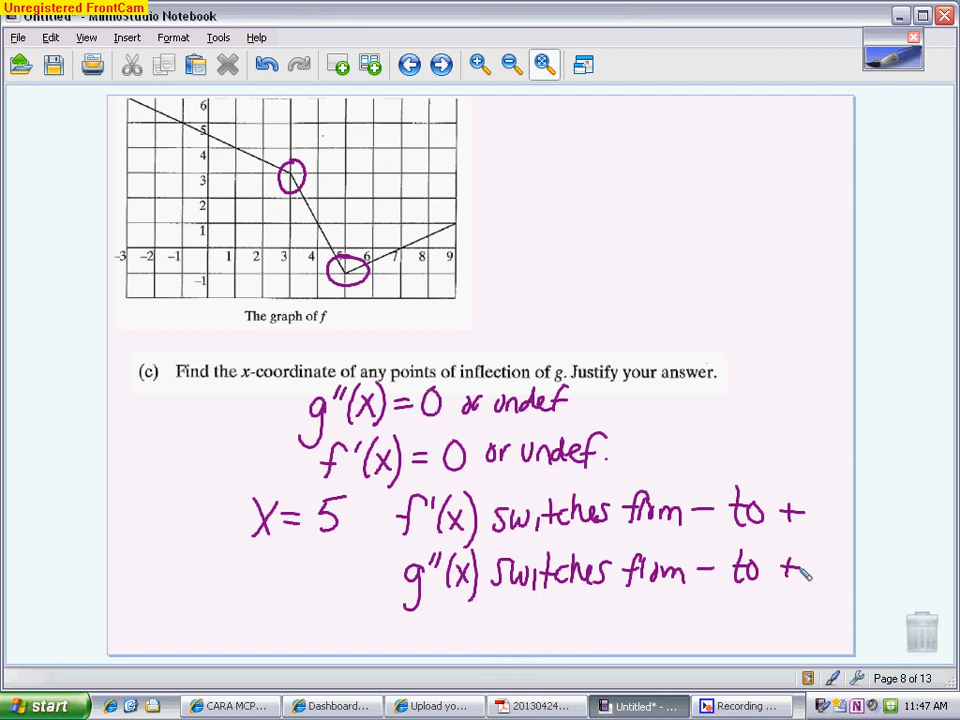 Unregistered FrontCam
Untitled* - MimioStudio Notebook
File Edit View Insert Format Tools Help
6
5
4
3
2
1
-3 -2 -1 1 2 3 4 5 6 7 8 9
-1
The graph of f
(c) Find the x-coordinate of any points of inflection of g. Justify your answer.
g''(x) = 0 or undef
f'(x) = 0 or undef.
X = 5 f'(x) switches from - to +
g''(x) switches from - to +
Page 8 of 13
start CARA MCP... Dashboard... Upload yo... 20130424... Untitled* - ... Recording ... 11:47 AM